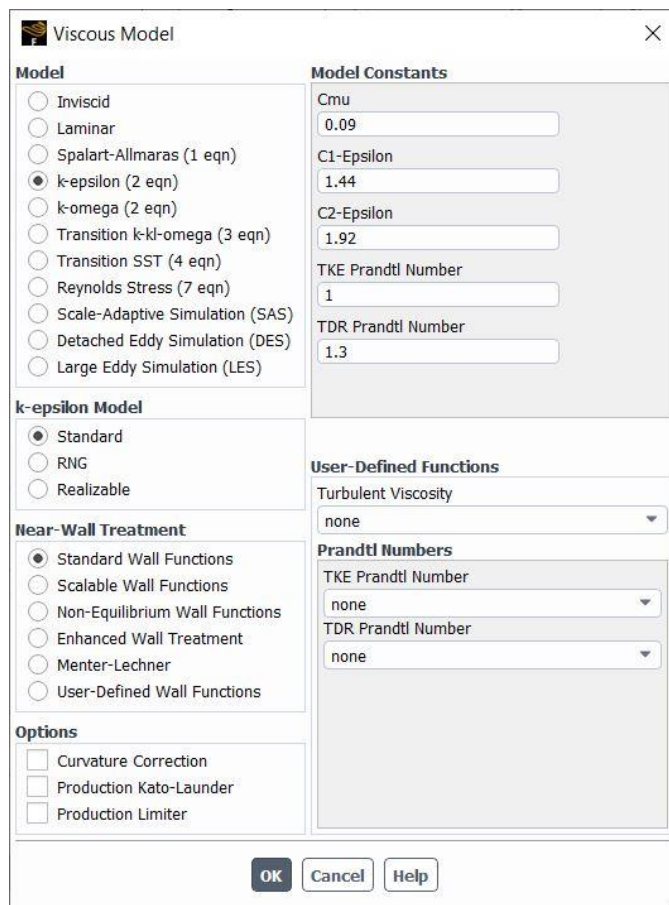 Viscous Model
Model
Inviscid
Laminar
Spalart-Allmaras (1 eqn)
k-epsilon (2 eqn)
k-omega (2 eqn)
Transition k-kl-omega (3 eqn)
Transition SST (4 eqn)
Reynolds Stress (7 eqn)
Scale-Adaptive Simulation (SAS)
Detached Eddy Simulation (DES)
Large Eddy Simulation (LES)
k-epsilon Model
Standard
RNG
Realizable
Near-Wall Treatment
Standard Wall Functions
Scalable Wall Functions
Non-Equilibrium Wall Functions
Enhanced Wall Treatment
Menter-Lechner
User-Defined Wall Functions
Options
Curvature Correction
Production Kato-Launder
Production Limiter
Model Constants
Cmu
0.09
C1-Epsilon
1.44
C2-Epsilon
1.92
TKE Prandtl Number
1
TDR Prandtl Number
1.3
User-Defined Functions
Turbulent Viscosity
none
Prandtl Numbers
TKE Prandtl Number
none
TDR Prandtl Number
none
OK
Cancel
Help